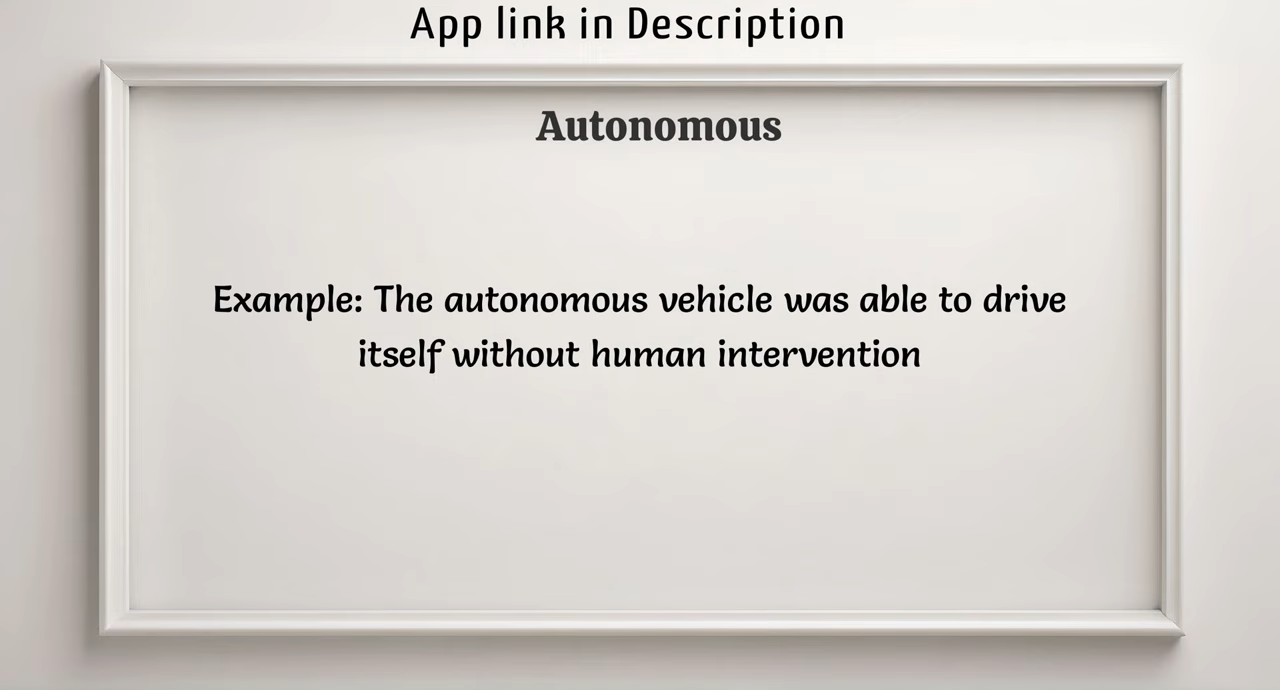 App link in Description
Autonomous
Example: The autonomous vehicle was able to drive
itself without human intervention